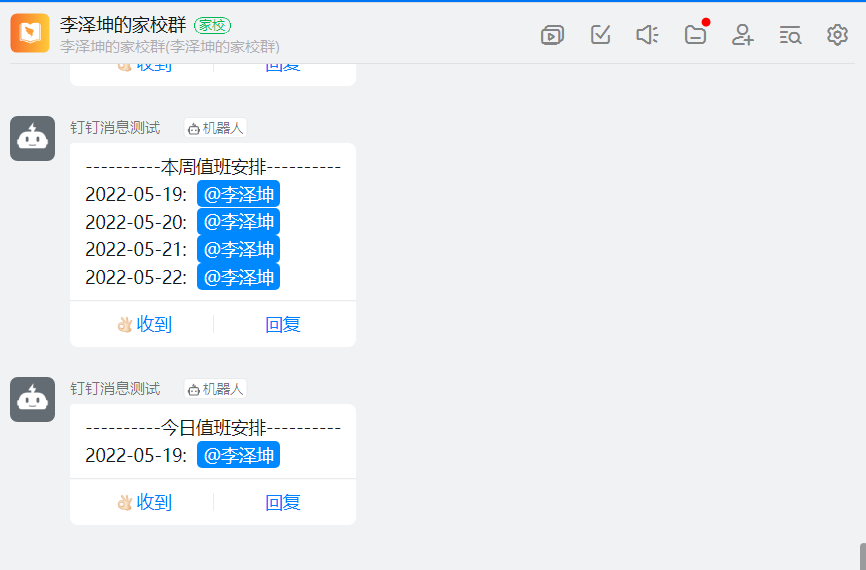 李泽坤的家校群 家校
李泽坤的家校群(李泽坤的家校群)
收到 回复
钉钉消息测试 机器人
----------本周值班安排----------
2022-05-19: @李泽坤
2022-05-20: @李泽坤
2022-05-21: @李泽坤
2022-05-22: @李泽坤
收到 回复
钉钉消息测试 机器人
----------今日值班安排----------
2022-05-19: @李泽坤
收到 回复